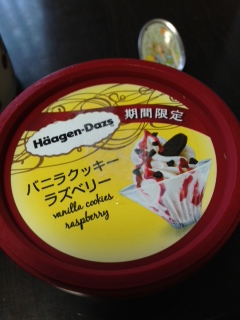 Häagen-Dazs
期間限定
バニラクッキー
ラズベリー
vanilla cookies
raspberry